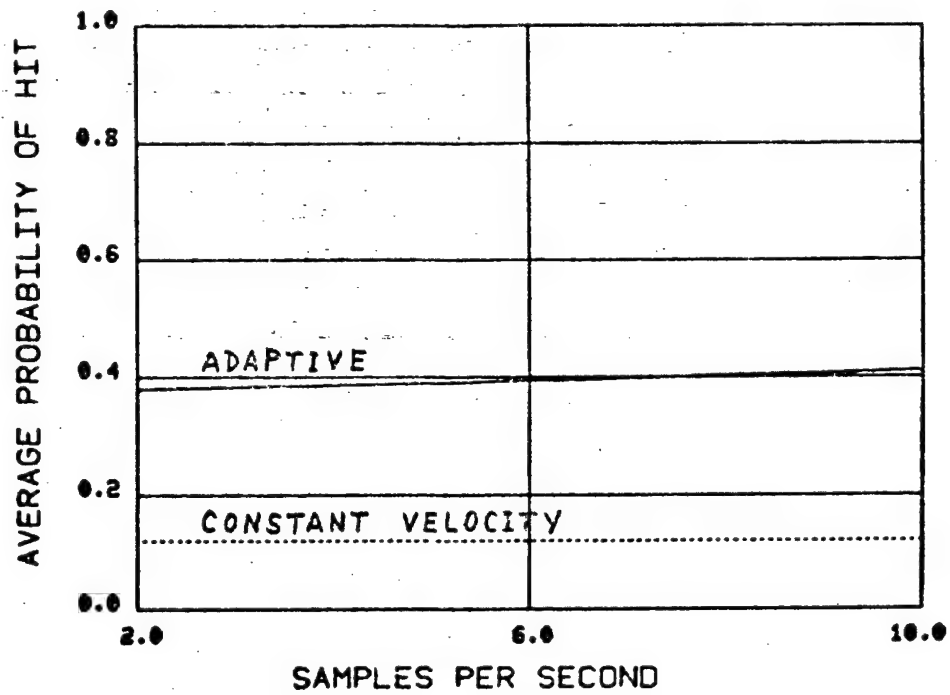 AVERAGE PROBABILITY OF HIT
1.0
0.8
0.6
0.4
0.2
0.0
ADAPTIVE
CONSTANT VELOCITY
2.0
6.0
10.0
SAMPLES PER SECOND